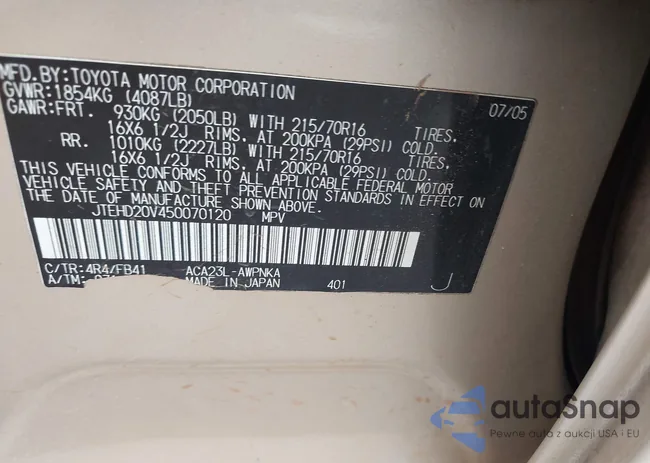 MFD.BY:TOYOTA MOTOR CORPORATION 07/05
GVWR:1854KG (4087LB)
GAWR:FRT. 930KG (2050LB) WITH 215/70R16 TIRES.
16X6 1/2J RIMS. AT 200KPA (29PSI) COLD.
RR. 1010KG (2227LB) WITH 215/70R16 TIRES.
16X6 1/2J RIMS. AT 200KPA (29PSI) COLD.
THIS VEHICLE CONFORMS TO ALL APPLICABLE FEDERAL MOTOR
VEHICLE SAFETY AND THEFT PREVENTION STANDARDS IN EFFECT ON
THE DATE OF MANUFACTURE SHOWN ABOVE.
JTEHD20V450070120 MPV
C/TR:4R4/FB41 ACA23L-AWPNKA
A/TM: MADE IN JAPAN 401 J
autaSnap
Pewne auta z aukcji USA i EU